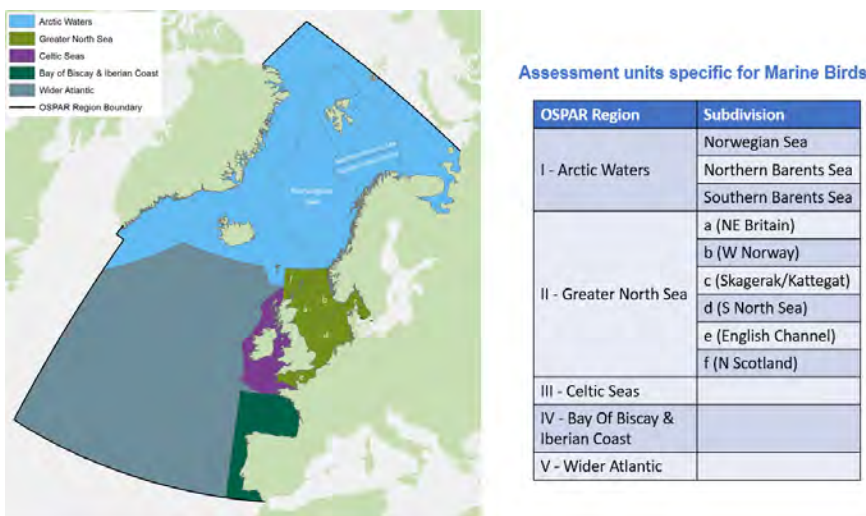 Arctic Waters
Greater North Sea
Celtic Seas
Bay of Biscay & Iberian Coast
Wider Atlantic
OSPAR Region Boundary
Norwegian
Sea
f
a
b
d
Assessment units specific for Marine Birds
OSPAR Region
Subdivision
I - Arctic Waters
Norwegian Sea
Northern Barents Sea
Southern Barents Sea
II - Greater North Sea
a (NE Britain)
b (W Norway)
c (Skagerak/Kattegat)
d (S North Sea)
e (English Channel)
f (N Scotland)
III - Celtic Seas
IV - Bay Of Biscay &
Iberian Coast
V - Wider Atlantic